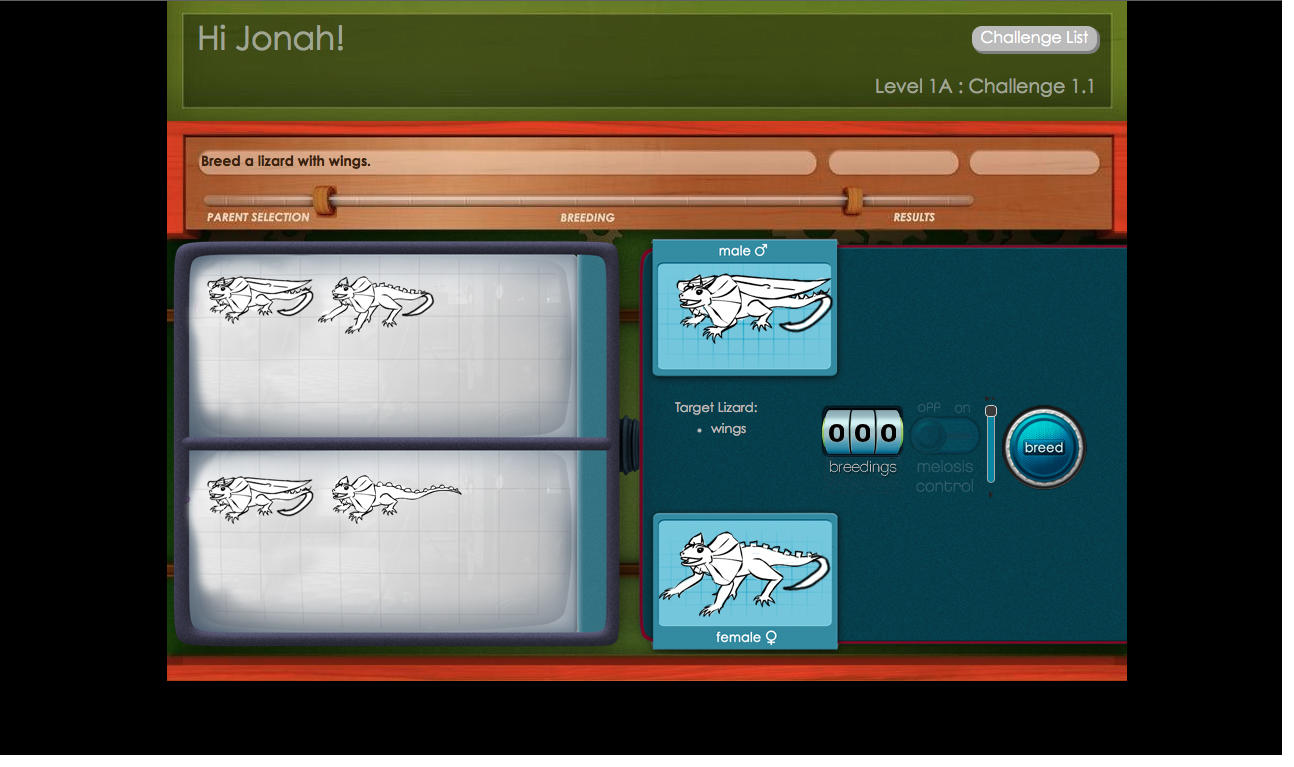 Hi Jonah!
Challenge List
Level 1A : Challenge 1.1
Breed a lizard with wings.
PARENT SELECTION
BREEDING
RESULTS
male ♂
Target Lizard:
• wings
000
breedings
off on
meiosis
control
breed
female ♀